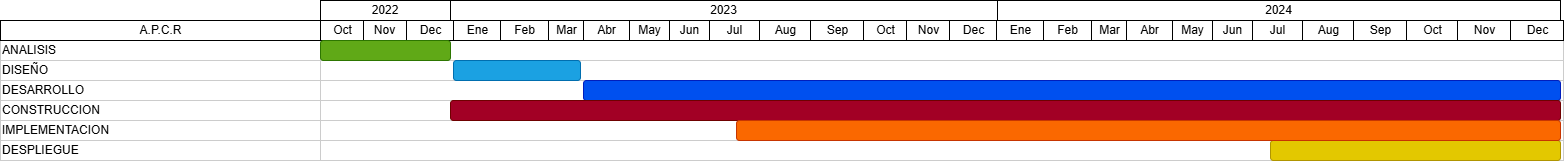 2022 2023 2024
A.P.C.R Oct Nov Dec Ene Feb Mar Abr May Jun Jul Aug Sep Oct Nov Dec Ene Feb Mar Abr May Jun Jul Aug Sep Oct Nov Dec
ANALISIS
DISEÑO
DESARROLLO
CONSTRUCCION
IMPLEMENTACION
DESPLIEGUE